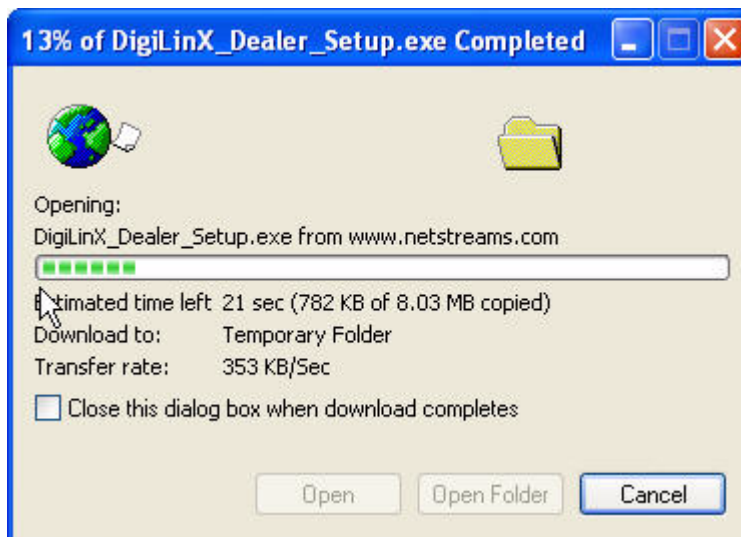 13% of DigiLinX_Dealer_Setup.exe Completed
Opening:
DigiLinX_Dealer_Setup.exe from www.netstreams.com
Estimated time left 21 sec (782 KB of 8.03 MB copied)
Download to: Temporary Folder
Transfer rate: 353 KB/Sec
Close this dialog box when download completes
Open Open Folder Cancel